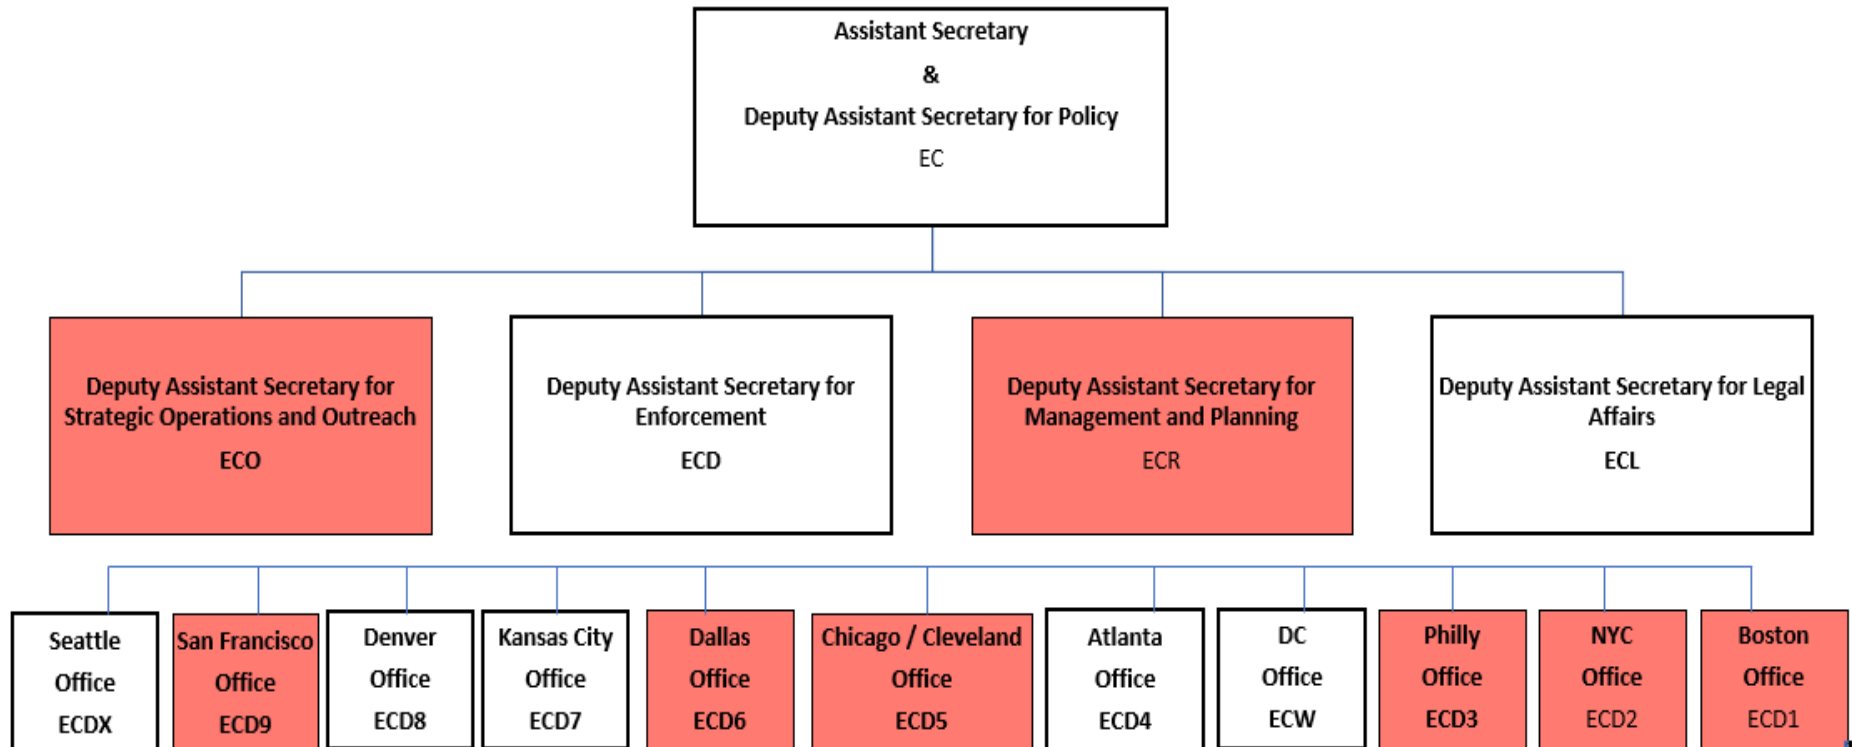 Assistant Secretary
&
Deputy Assistant Secretary for Policy
EC
Deputy Assistant Secretary for
Strategic Operations and Outreach
ECO
Deputy Assistant Secretary for
Enforcement
ECD
Deputy Assistant Secretary for
Management and Planning
ECR
Deputy Assistant Secretary for Legal
Affairs
ECL
Seattle
Office
ECDX
San Francisco
Office
ECD9
Denver
Office
ECD8
Kansas City
Office
ECD7
Dallas
Office
ECD6
Chicago / Cleveland
Office
ECD5
Atlanta
Office
ECD4
DC
Office
ECW
Philly
Office
ECD3
NYC
Office
ECD2
Boston
Office
ECD1